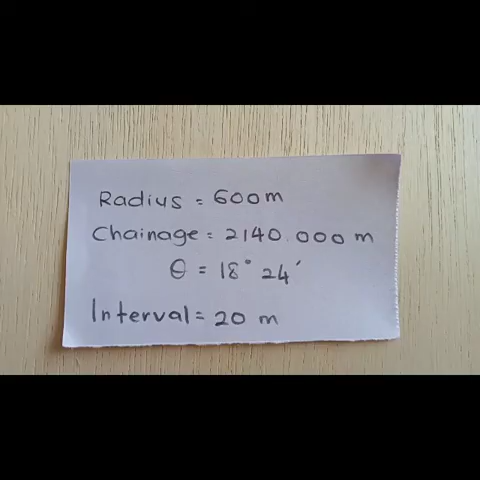 Radius = 600m
Chainage = 2140.000 m
θ = 18° 24'
Interval = 20 m